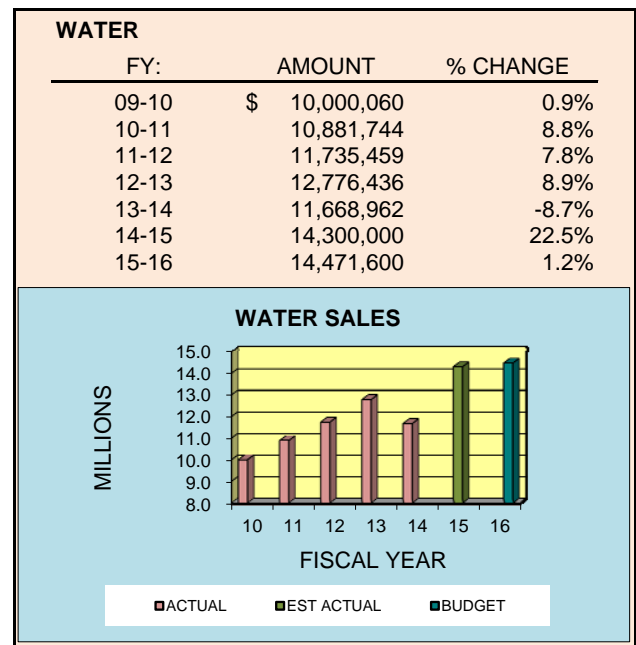 WATER
FY: AMOUNT % CHANGE
09-10 $ 10,000,060 0.9%
10-11 10,881,744 8.8%
11-12 11,735,459 7.8%
12-13 12,776,436 8.9%
13-14 11,668,962 -8.7%
14-15 14,300,000 22.5%
15-16 14,471,600 1.2%
WATER SALES
MILLIONS
15.0
14.0
13.0
12.0
11.0
10.0
9.0
8.0
10 11 12 13 14 15 16
FISCAL YEAR
ACTUAL EST ACTUAL BUDGET